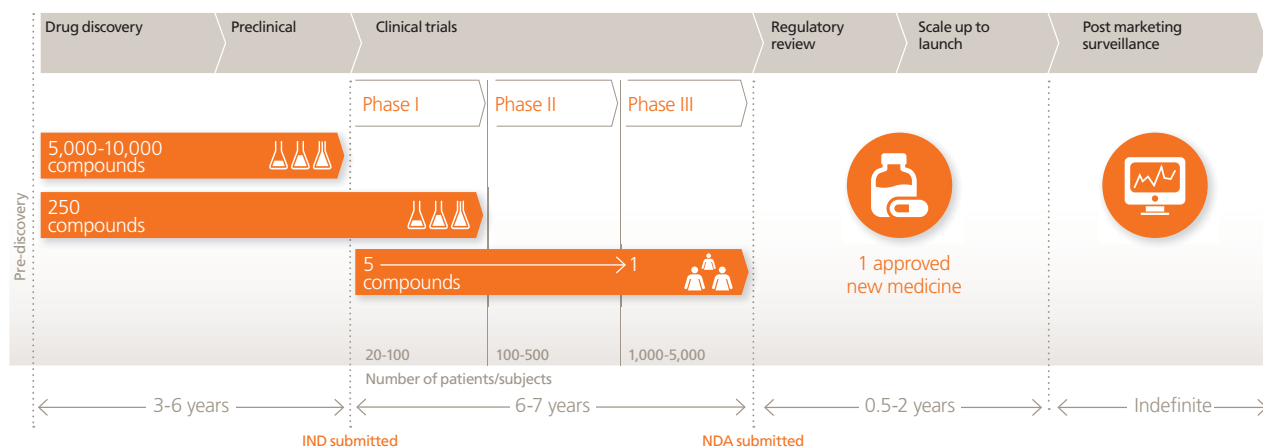 Drug discovery
Preclinical
Clinical trials
Regulatory
review
Scale up to
launch
Post marketing
surveillance
Phase I
Phase II
Phase III
Pre-discovery
5,000-10,000
compounds
250
compounds
5
1
compounds
1 approved
new medicine
20-100
100-500
1,000-5,000
Number of patients/subjects
3-6 years
6-7 years
0.5-2 years
Indefinite
IND submitted
NDA submitted